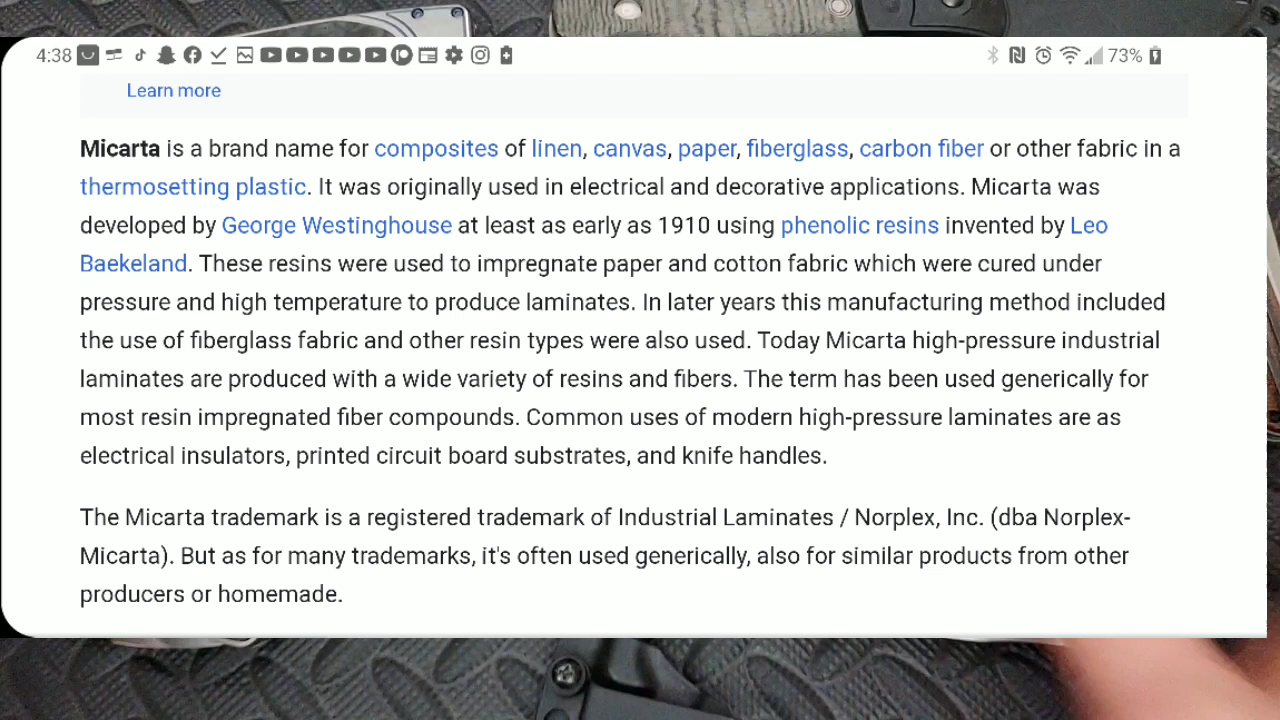 4:38
73%
Learn more
Micarta is a brand name for composites of linen, canvas, paper, fiberglass, carbon fiber or other fabric in a
thermosetting plastic. It was originally used in electrical and decorative applications. Micarta was
developed by George Westinghouse at least as early as 1910 using phenolic resins invented by Leo
Baekeland. These resins were used to impregnate paper and cotton fabric which were cured under
pressure and high temperature to produce laminates. In later years this manufacturing method included
the use of fiberglass fabric and other resin types were also used. Today Micarta high-pressure industrial
laminates are produced with a wide variety of resins and fibers. The term has been used generically for
most resin impregnated fiber compounds. Common uses of modern high-pressure laminates are as
electrical insulators, printed circuit board substrates, and knife handles.
The Micarta trademark is a registered trademark of Industrial Laminates / Norplex, Inc. (dba Norplex-
Micarta). But as for many trademarks, it's often used generically, also for similar products from other
producers or homemade.